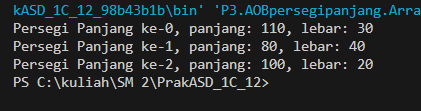 kASD_1C_12_98b43b1b\bin' 'P3.AOBpersegipanjang.Arra
Persegi Panjang ke-0, panjang: 110, lebar: 30
Persegi Panjang ke-1, panjang: 80, lebar: 40
Persegi Panjang ke-2, panjang: 100, lebar: 20
PS C:\kuliah\SM 2\PrakASD_1C_12>